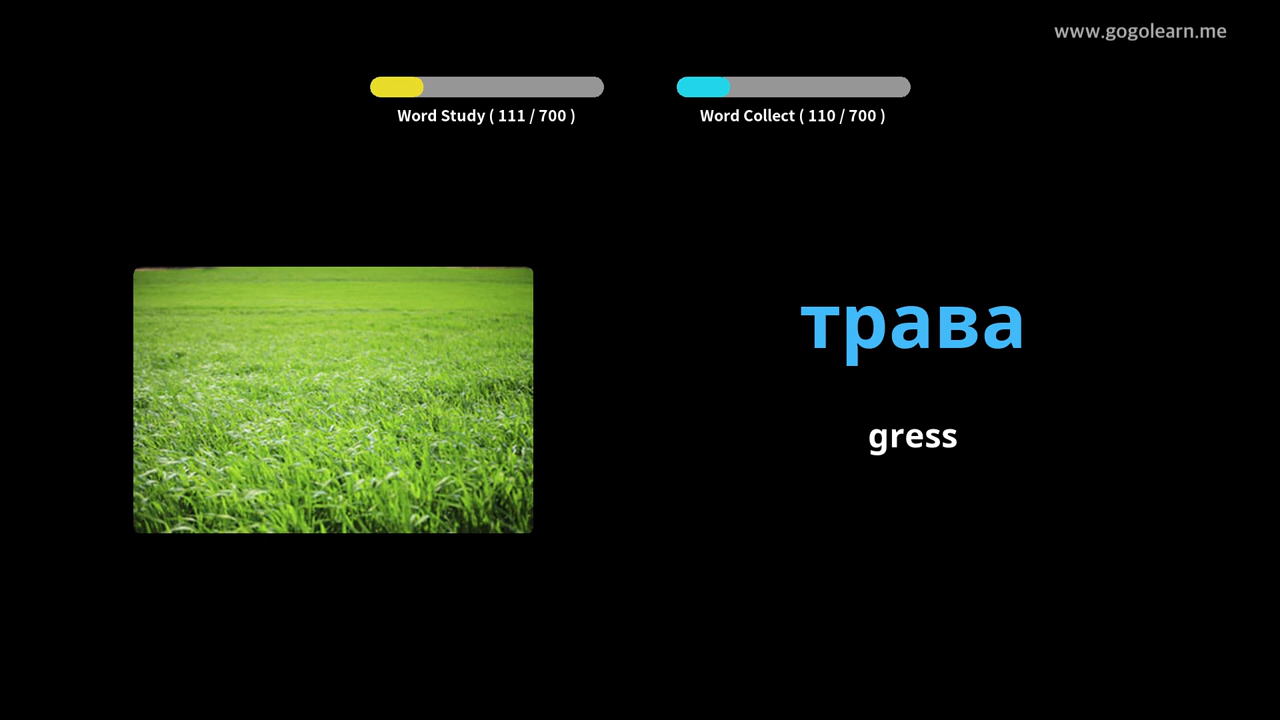 www.gogolearn.me
Word Study ( 111 / 700 )
Word Collect ( 110 / 700 )
трава
gress